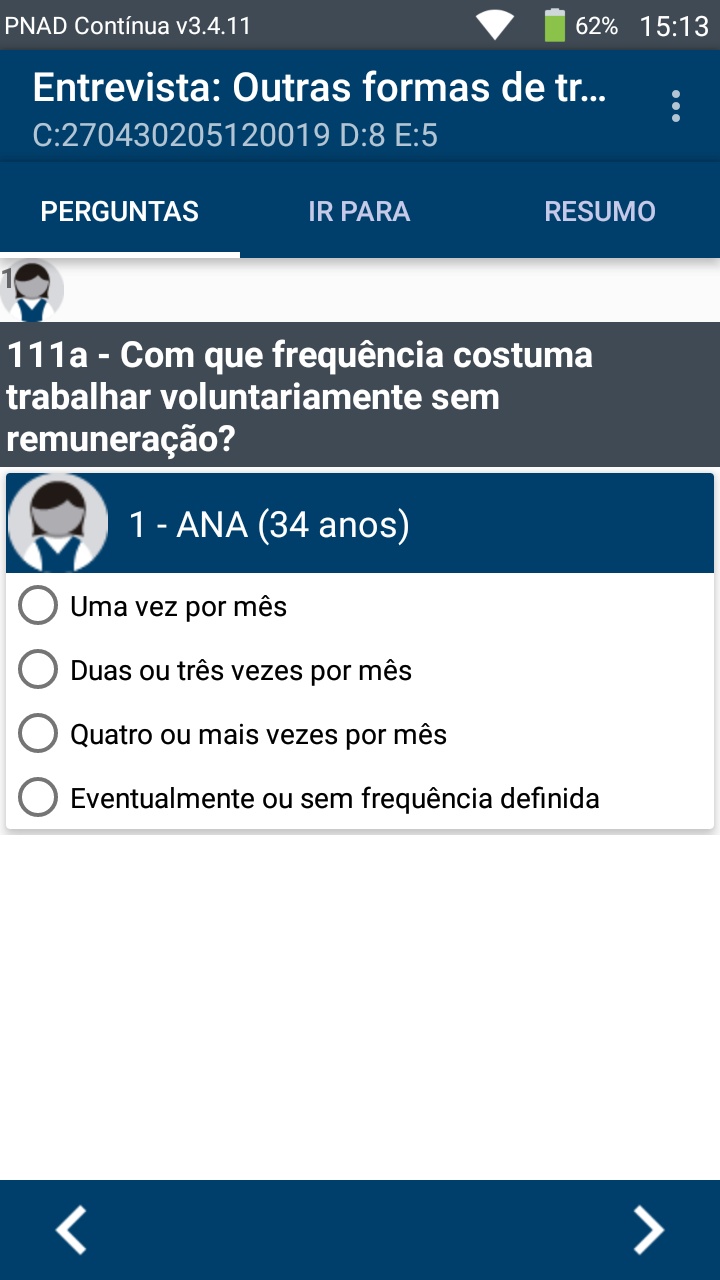 PNAD Contínua v3.4.11 62% 15:13
Entrevista: Outras formas de tr...
C:270430205120019 D:8 E:5
PERGUNTAS IR PARA RESUMO
1
111a - Com que frequência costuma
trabalhar voluntariamente sem
remuneração?
1 - ANA (34 anos)
Uma vez por mês
Duas ou três vezes por mês
Quatro ou mais vezes por mês
Eventualmente ou sem frequência definida